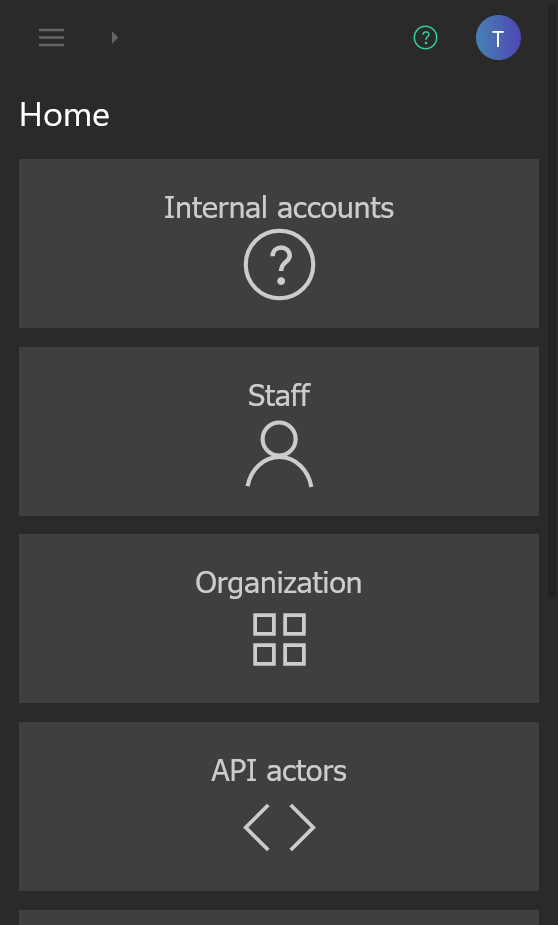 T
Home
Internal accounts
Staff
Organization
API actors